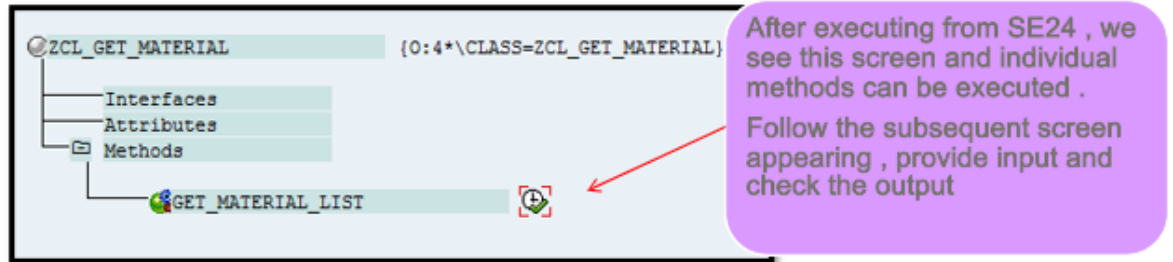 ZCL_GET_MATERIAL {O:4*\CLASS=ZCL_GET_MATERIAL}
Interfaces
Attributes
Methods
GET_MATERIAL_LIST
After executing from SE24 , we
see this screen and individual
methods can be executed .
Follow the subsequent screen
appearing , provide input and
check the output